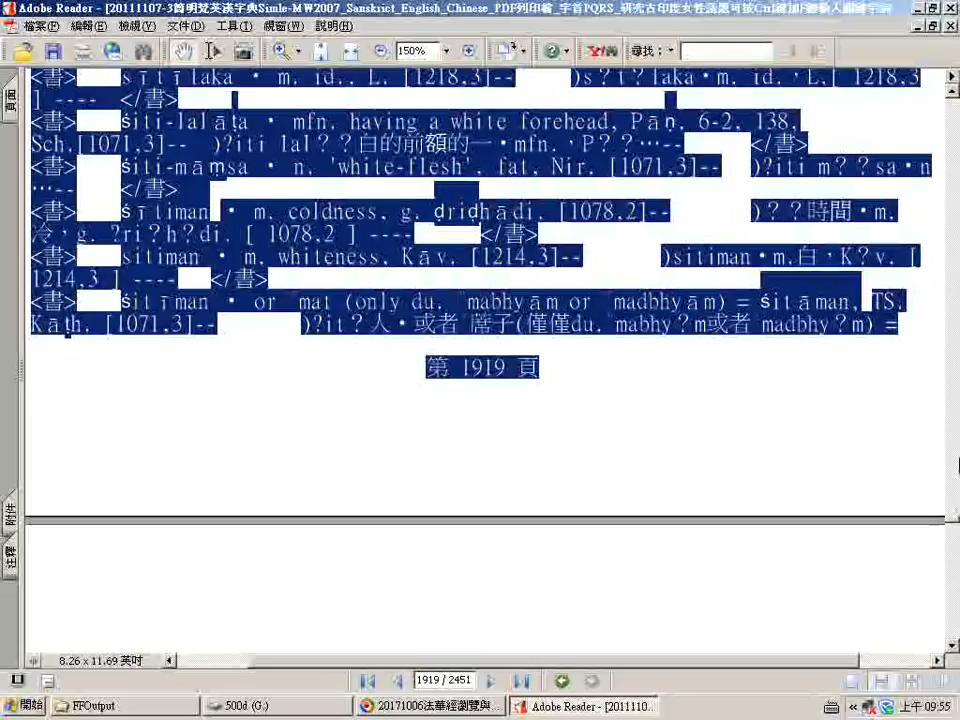 Adobe Reader - [20111107-3簡明梵英漢字典Simle-MW2007_Sanskrict_English_Chinese_PDF列印檔_字首PQRS_研究古印度女性議題可按Ctrl鍵加F鍵輸入關鍵字
檔案(F) 編輯(E) 檢視(V) 文件(D) 工具(T) 視窗(W) 說明(H)
150% 尋找：
頁面
<書> sītīlaka ‧ m. id., L. [1218,3]-- )s?t?laka‧m. id.，L.[ 1218,3
] ---- </書>
<書> śiti-lalāṭa ‧ mfn. having a white forehead, Pāṇ. 6-2, 138,
Sch.[1071,3]-- )?iti lal？？白的前額的一‧mfn.，P？？…-- </書>
<書> śiti-māṃsa ‧ n. 'white-flesh', fat, Nir. [1071,3]-- )?iti m？？sa‧n
…-- </書>
<書> śītiman ‧ m. coldness, g. dṛiḍhādi. [1078,2]-- )？？時間‧m.
冷，g. ?ri？h？di. [ 1078,2 ] ---- </書>
<書> sitiman ‧ m. whiteness, Kāv. [1214,3]-- )sitiman‧m.白，K？v. [
1214,3 ] ---- </書>
<書> śitīman ‧ or mat (only du. °mabhyām or °madbhyām) = śitāman, TS.
Kāṭh. [1071,3]-- )?it？人‧或者 蓆子(僅僅du. °mabhy？m或者°madbhy？m) =
第 1919 頁
附件
注釋
8.26 x 11.69 英吋
1919 / 2451
開始 FFOutput 500d (G:) 20171006法華經瀏覽與... Adobe Reader - [2011110... 上午 09:55